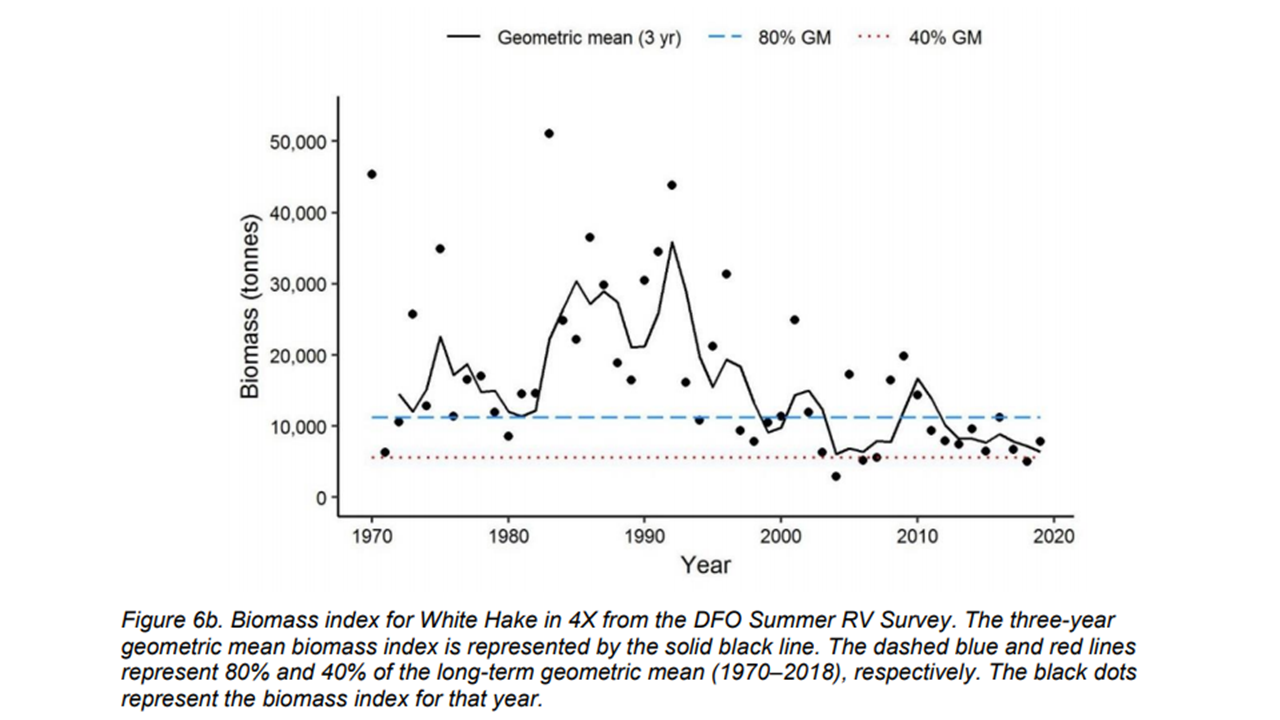 Geometric mean (3 yr) 80% GM 40% GM
50,000
40,000
30,000
20,000
10,000
0
Biomass (tonnes)
1970 1980 1990 2000 2010 2020
Year
Figure 6b. Biomass index for White Hake in 4X from the DFO Summer RV Survey. The three-year
geometric mean biomass index is represented by the solid black line. The dashed blue and red lines
represent 80% and 40% of the long-term geometric mean (1970–2018), respectively. The black dots
represent the biomass index for that year.